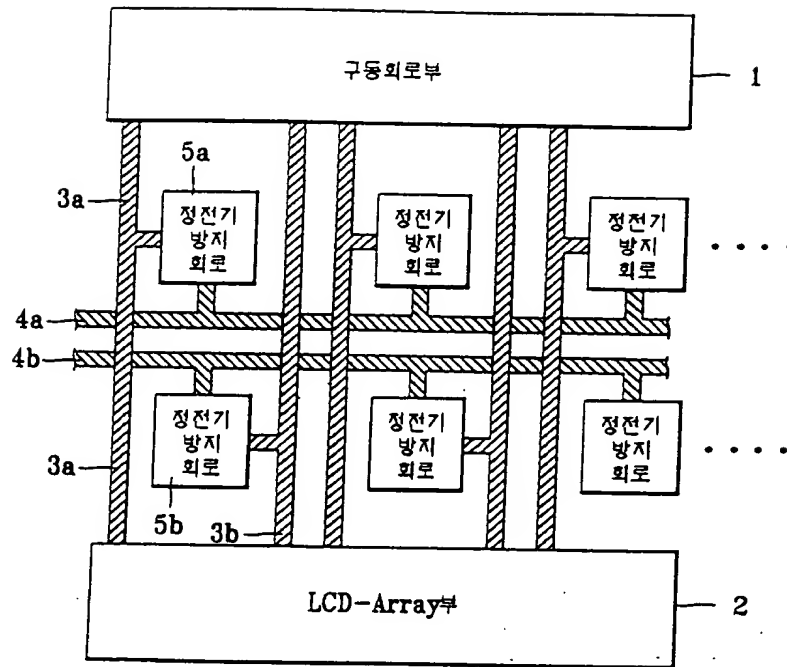 구동회로부
1
5a
3a
정전기
방지
회로
정전기
방지
회로
정전기
방지
회로
4a
4b
정전기
방지
회로
정전기
방지
회로
정전기
방지
회로
3a
5b
3b
LCD-Array부
2